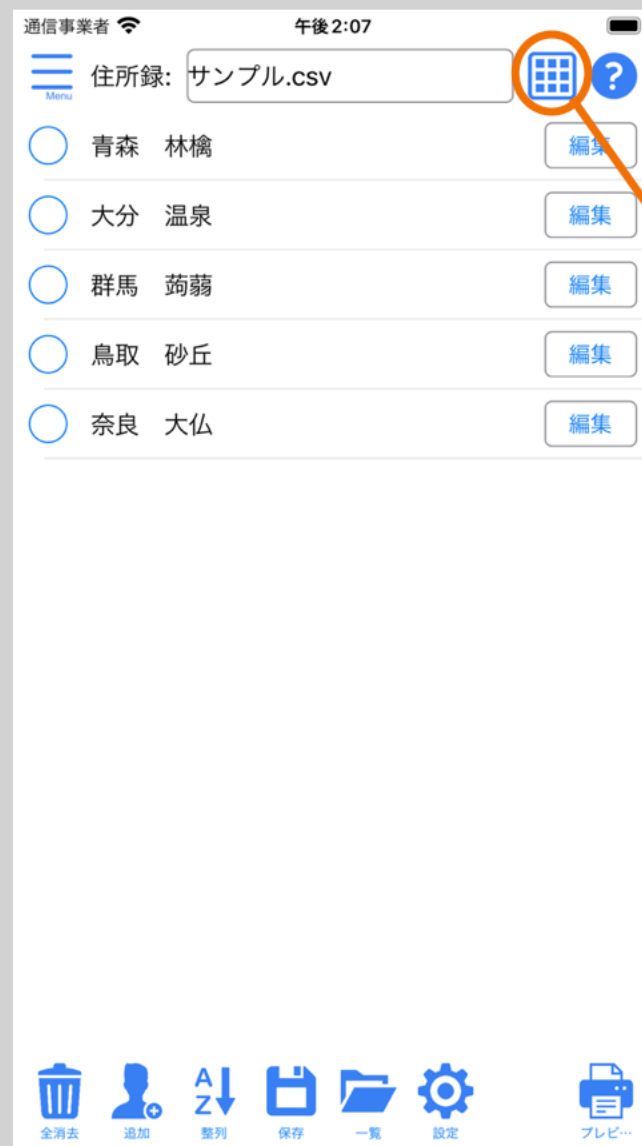 通信事業者 午後2:07
Menu 住所録: サンプル.csv ?
青森　林檎 編集
大分　温泉 編集
群馬　蒟蒻 編集
鳥取　砂丘 編集
奈良　大仏 編集
A Z
全消去 追加 整列 保存 一覧 設定 プレビ…